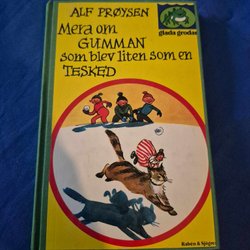 ALF PRØYSEN
glada grodan
Mera om
GUMMAN
som blev liten som en
TESKED
Rabén & Sjögren